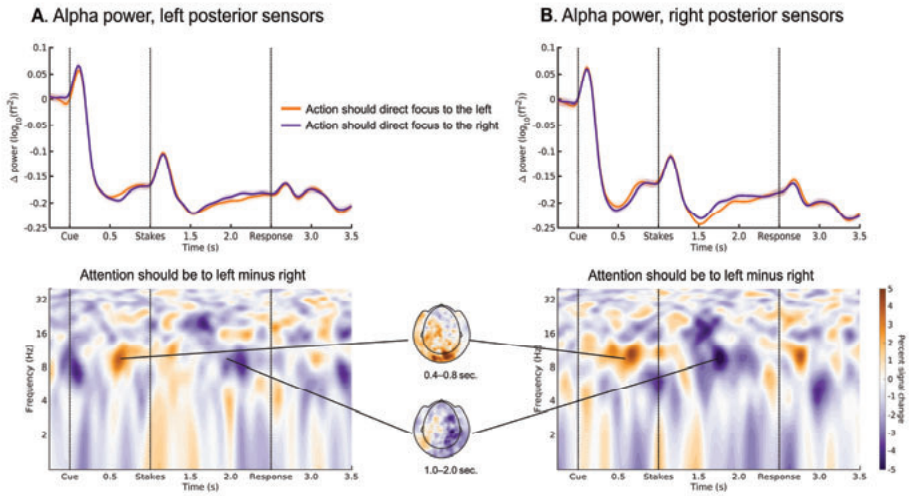 A. Alpha power, left posterior sensors
Δ power (log10(fT^2))
0.1
0.05
0
-0.05
-0.1
-0.15
-0.2
-0.25
Cue 0.5 Stakes 1.5 2.0 Response 3.0 3.5
Time (s)
Action should direct focus to the left
Action should direct focus to the right
B. Alpha power, right posterior sensors
Δ power (log10(fT^2))
0.1
0.05
0
-0.05
-0.1
-0.15
-0.2
-0.25
Cue 0.5 Stakes 1.5 2.0 Response 3.0 3.5
Time (s)
Attention should be to left minus right
Frequency (Hz)
32
16
8
4
2
Cue 0.5 Stakes 1.5 2.0 Response 3.0 3.5
Time (s)
0.4–0.8 sec.
1.0–2.0 sec.
Attention should be to left minus right
Frequency (Hz)
32
16
8
4
2
Cue 0.5 Stakes 1.5 2.0 Response 3.0 3.5
Time (s)
5
4
3
2
1
0
-1
-2
-3
-4
-5
Percent signal change